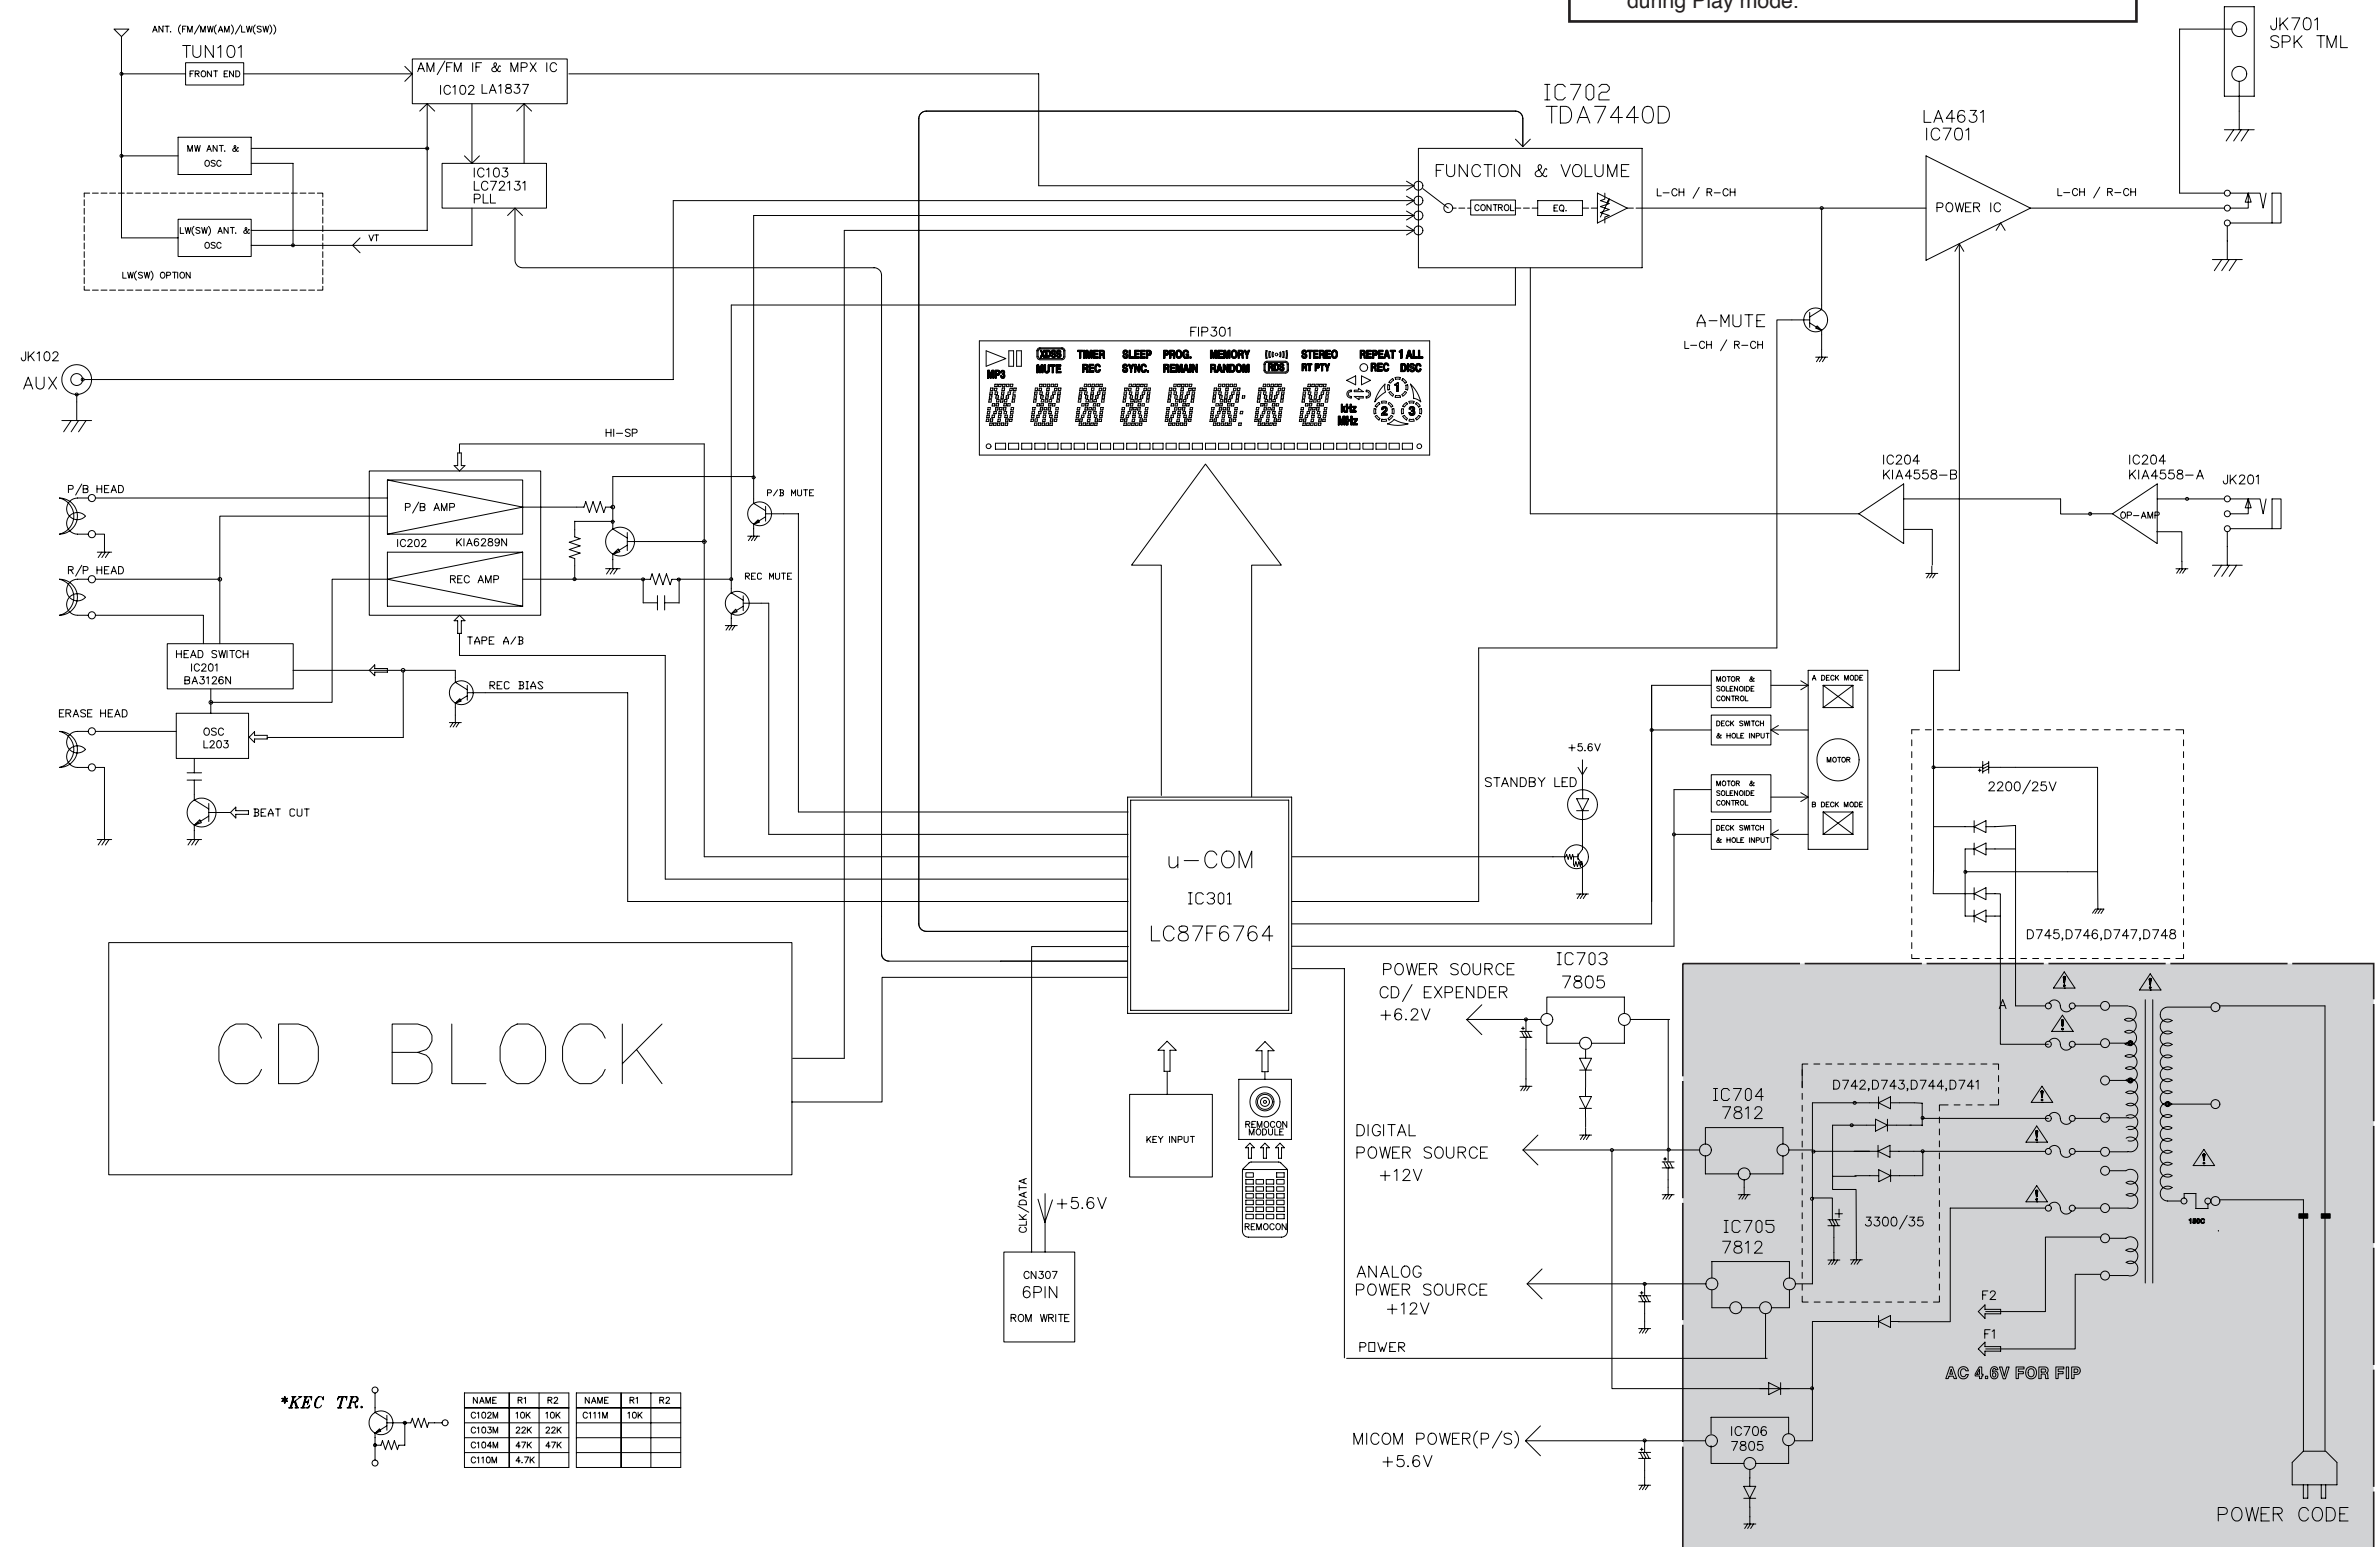 during Play mode.
ANT. (FM/MW(AM)/LW(SW))
TUN101
FRONT END
AM/FM IF & MPX IC
IC102 LA1837
MW ANT. &
OSC
IC103
LC72131
PLL
LW(SW) ANT. &
OSC
VT
LW(SW) OPTION
IC702
TDA7440D
FUNCTION & VOLUME
CONTROL
EQ.
L-CH / R-CH
LA4631
IC701
POWER IC
L-CH / R-CH
JK701
SPK TML
A-MUTE
L-CH / R-CH
JK102
AUX
FIP301
XDSS TIMER SLEEP PROG. MEMORY STEREO REPEAT 1 ALL
MP3 MUTE REC SYNC. REMAIN RANDOM RDS RT PTY REC DISC
1
2 3
kHz
MHz
HI-SP
P/B HEAD
P/B AMP
IC202 KIA6289N
REC AMP
R/P HEAD
P/B MUTE
REC MUTE
TAPE A/B
HEAD SWITCH
IC201
BA3126N
REC BIAS
ERASE HEAD
OSC
L203
BEAT CUT
IC204
KIA4558-B
IC204
KIA4558-A
OP-AMP
JK201
MOTOR &
SOLENOIDE
CONTROL
A DECK MODE
DECK SWITCH
& HOLE INPUT
MOTOR
MOTOR &
SOLENOIDE
CONTROL
B DECK MODE
DECK SWITCH
& HOLE INPUT
+5.6V
STANDBY LED
2200/25V
D745,D746,D747,D748
u-COM
IC301
LC87F6764
CD BLOCK
KEY INPUT
REMOCON
MODULE
REMOCON
CLK/DATA
+5.6V
CN307
6PIN
ROM WRITE
POWER SOURCE
CD/ EXPENDER
+6.2V
IC703
7805
DIGITAL
POWER SOURCE
+12V
IC704
7812
D742,D743,D744,D741
A
3300/35
IC705
7812
ANALOG
POWER SOURCE
+12V
POWER
F2
F1
AC 4.6V FOR FIP
MICOM POWER(P/S)
+5.6V
IC706
7805
POWER CODE
*KEC TR.
NAME R1 R2 NAME R1 R2
C102M 10K 10K C111M 10K
C103M 22K 22K
C104M 47K 47K
C110M 4.7K